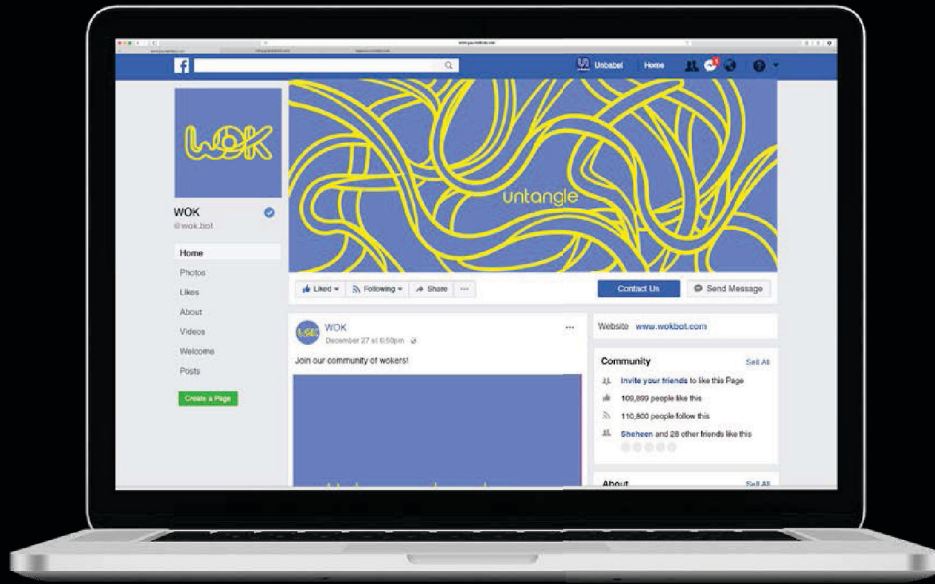 Unbabel
Home
WOK
untangle
WOK
@wok.bot
Home
Photos
Likes
About
Videos
Welcome
Posts
Create a Page
Liked
Following
Share
Contact Us
Send Message
WOK
WOK
December 27 at 6:50pm
Join our community of wokers!
Website www.wokbot.com
Community
Sell All
Invite your friends to like this Page
109,899 people like this
110,800 people follow this
Sheheen and 28 other friends like this
About
Sell All